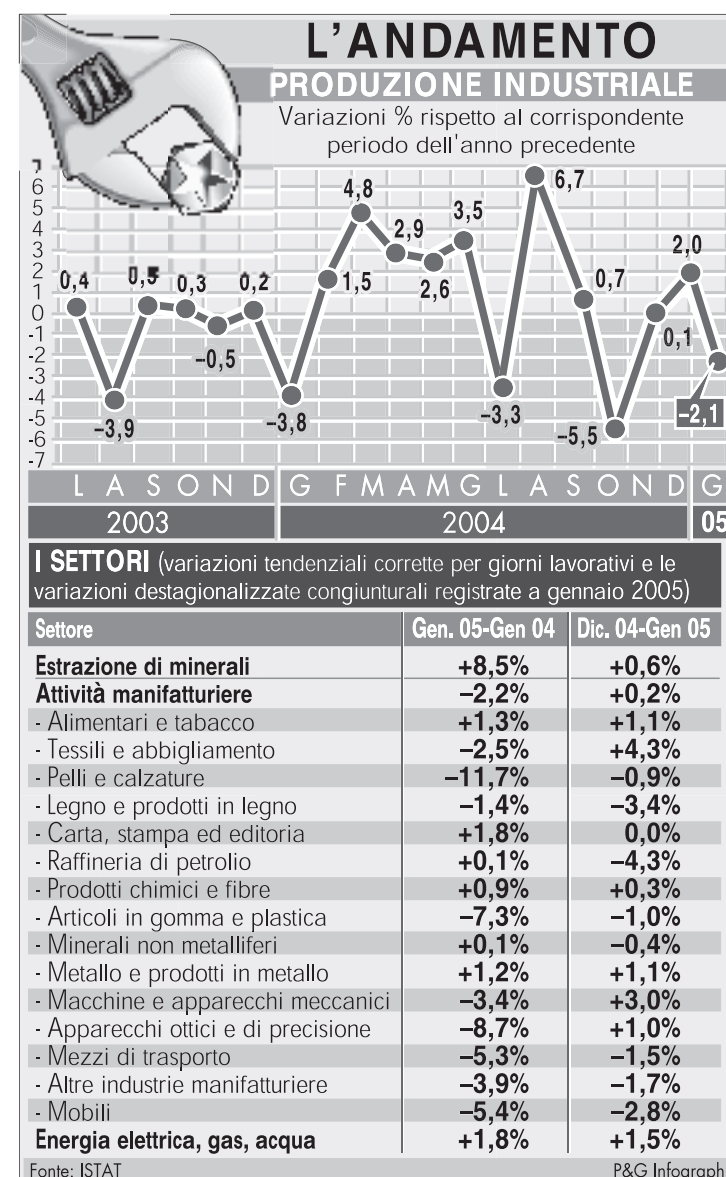 L'ANDAMENTO
PRODUZIONE INDUSTRIALE
Variazioni % rispetto al corrispondente
periodo dell'anno precedente
7
6
5
4
3
2
1
0
-1
-2
-3
-4
-5
-6
-7
0,4
–3,9
0,5
0,3
–0,5
0,2
–3,8
1,5
4,8
2,9
2,6
3,5
–3,3
6,7
0,7
–5,5
0,1
2,0
–2,1
L A S O N D G F M A M G L A S O N D G
2003 2004 05
I SETTORI (variazioni tendenziali corrette per giorni lavorativi e le
variazioni destagionalizzate congiunturali registrate a gennaio 2005)
Settore Gen. 05-Gen 04 Dic. 04-Gen 05
Estrazione di minerali +8,5% +0,6%
Attività manifatturiere –2,2% +0,2%
- Alimentari e tabacco +1,3% +1,1%
- Tessili e abbigliamento –2,5% +4,3%
- Pelli e calzature –11,7% –0,9%
- Legno e prodotti in legno –1,4% –3,4%
- Carta, stampa ed editoria +1,8% 0,0%
- Raffineria di petrolio +0,1% –4,3%
- Prodotti chimici e fibre +0,9% +0,3%
- Articoli in gomma e plastica –7,3% –1,0%
- Minerali non metalliferi +0,1% –0,4%
- Metallo e prodotti in metallo +1,2% +1,1%
- Macchine e apparecchi meccanici –3,4% +3,0%
- Apparecchi ottici e di precisione –8,7% +1,0%
- Mezzi di trasporto –5,3% –1,5%
- Altre industrie manifatturiere –3,9% –1,7%
- Mobili –5,4% –2,8%
Energia elettrica, gas, acqua +1,8% +1,5%
Fonte: ISTAT P&G Infograph